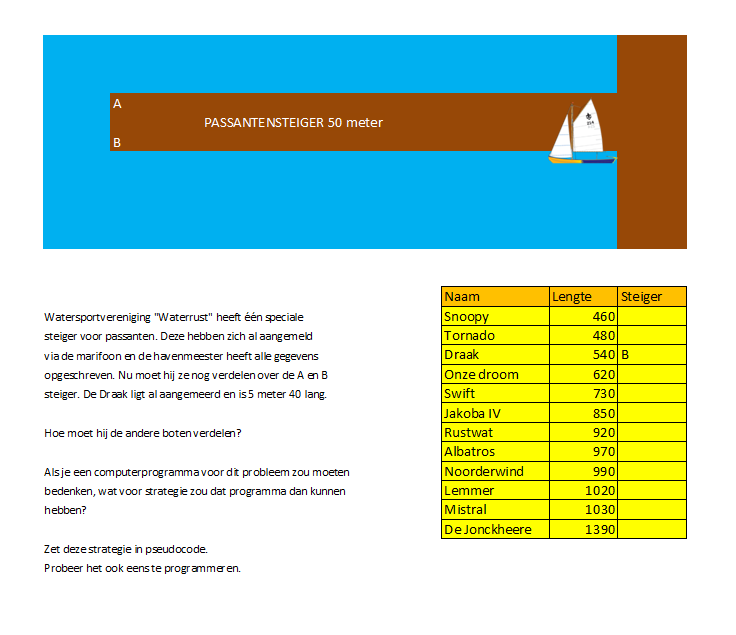 A
PASSANTENSTEIGER 50 meter
B
Watersportvereniging "Waterrust" heeft één speciale
steiger voor passanten. Deze hebben zich al aangemeld
via de marifoon en de havenmeester heeft alle gegevens
opgeschreven. Nu moet hij ze nog verdelen over de A en B
steiger. De Draak ligt al aangemeerd en is 5 meter 40 lang.
Hoe moet hij de andere boten verdelen?
Als je een computerprogramma voor dit probleem zou moeten
bedenken, wat voor strategie zou dat programma dan kunnen
hebben?
Zet deze strategie in pseudocode.
Probeer het ook eens te programmeren.
Naam Lengte Steiger
Snoopy 460
Tornado 480
Draak 540 B
Onze droom 620
Swift 730
Jakoba IV 850
Rustwat 920
Albatros 970
Noorderwind 990
Lemmer 1020
Mistral 1030
De Jonckheere 1390